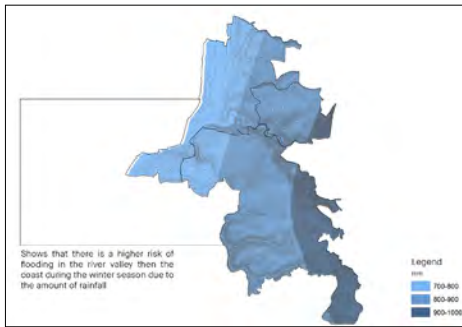 Shows that there is a higher risk of
flooding in the river valley then the
coast during the winter season due to
the amount of rainfall
Legend
mm
700-800
800-900
900-1000